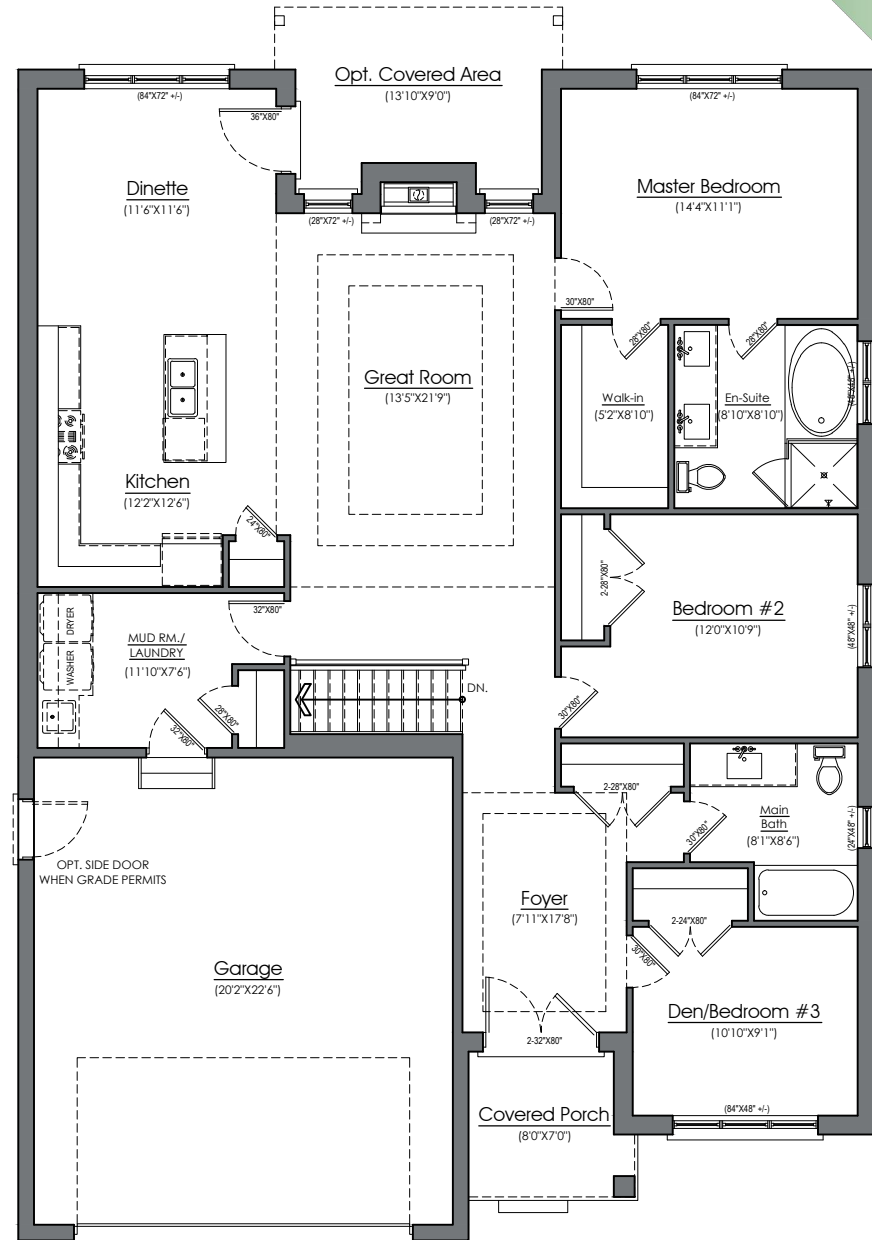 Opt. Covered Area
(13'10"X9'0")
(84"X72" +/-)
36"X80"
(84"X72" +/-)
Dinette
(11'6"X11'6")
Master Bedroom
(14'4"X11'1")
(28"X72" +/-)
(28"X72" +/-)
30"X80"
28"X80"
28"X80"
Great Room
(13'5"X21'9")
Walk-in
(5'2"X8'10")
En-Suite
(8'10"X8'10")
(48"X48" +/-)
Kitchen
(12'2"X12'6")
24"X80"
2-28"X80"
32"X80"
Bedroom #2
(12'0"X10'9")
(48"X48" +/-)
DRYER
WASHER
MUD RM./
LAUNDRY
(11'10"X7'6")
DN.
28"X80"
32"X80"
30"X80"
2-28"X80"
30"X80"
Main
Bath
(8'1"X8'6")
(24"X48" +/-)
OPT. SIDE DOOR
WHEN GRADE PERMITS
Foyer
(7'11"X17'8")
2-24"X80"
30"X80"
Garage
(20'2"X22'6")
Den/Bedroom #3
(10'10"X9'1")
2-32"X80"
Covered Porch
(8'0"X7'0")
(84"X48" +/-)